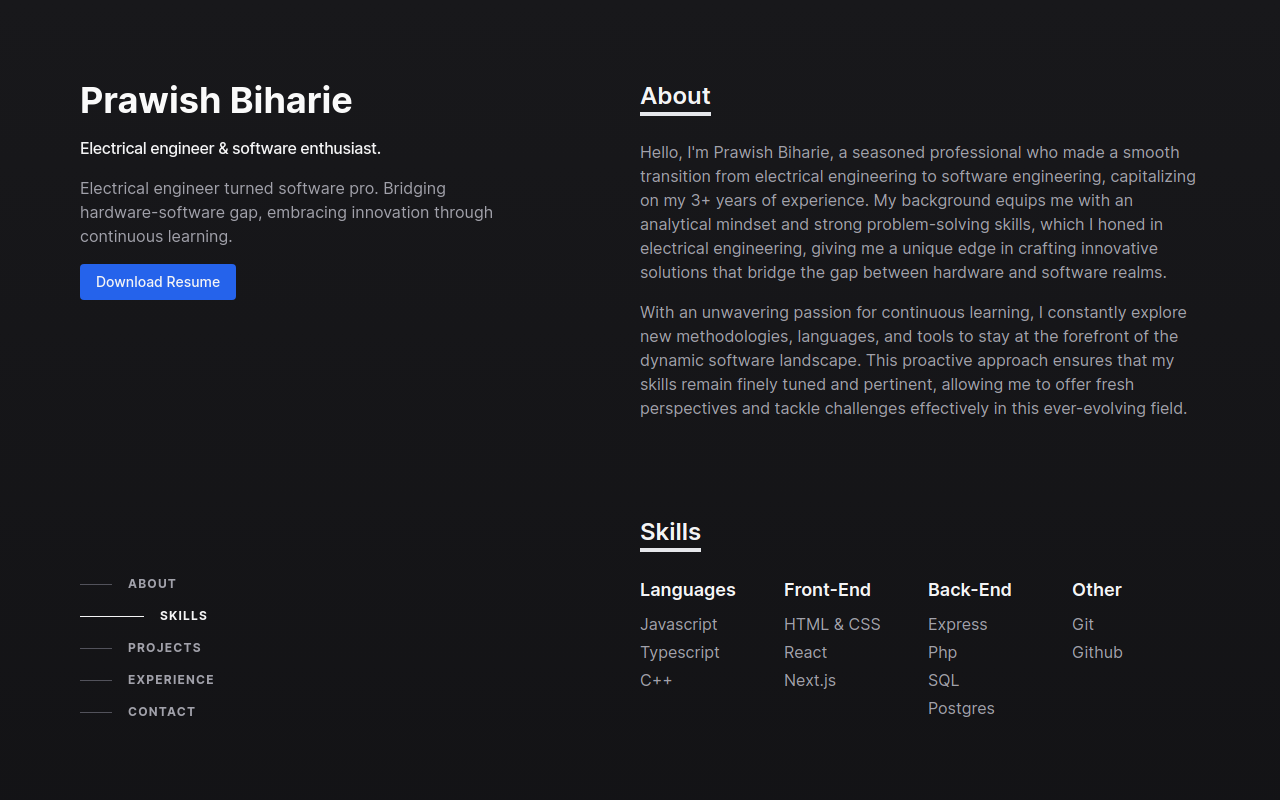 Prawish Biharie
Electrical engineer & software enthusiast.
Electrical engineer turned software pro. Bridging
hardware-software gap, embracing innovation through
continuous learning.
Download Resume
ABOUT
SKILLS
PROJECTS
EXPERIENCE
CONTACT
About
Hello, I'm Prawish Biharie, a seasoned professional who made a smooth
transition from electrical engineering to software engineering, capitalizing
on my 3+ years of experience. My background equips me with an
analytical mindset and strong problem-solving skills, which I honed in
electrical engineering, giving me a unique edge in crafting innovative
solutions that bridge the gap between hardware and software realms.
With an unwavering passion for continuous learning, I constantly explore
new methodologies, languages, and tools to stay at the forefront of the
dynamic software landscape. This proactive approach ensures that my
skills remain finely tuned and pertinent, allowing me to offer fresh
perspectives and tackle challenges effectively in this ever-evolving field.
Skills
Languages
Javascript
Typescript
C++
Front-End
HTML & CSS
React
Next.js
Back-End
Express
Php
SQL
Postgres
Other
Git
Github